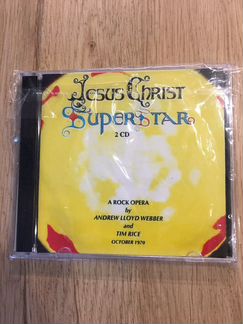 Jesus Christ
Superstar
2 CD
A ROCK OPERA
by
ANDREW LLOYD WEBBER
and
TIM RICE
OCTOBER 1970